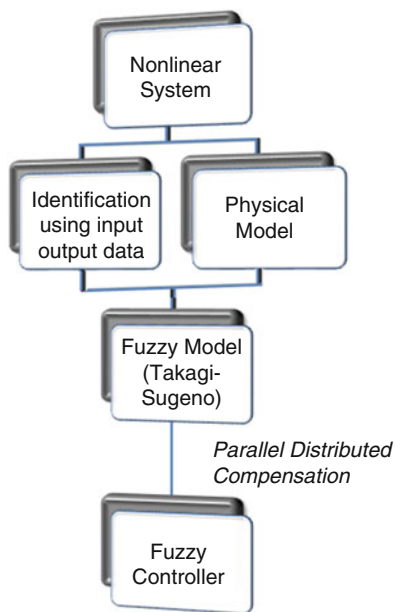 Nonlinear
System
Identification
using input
output data
Physical
Model
Fuzzy Model
(Takagi-
Sugeno)
Parallel Distributed
Compensation
Fuzzy
Controller